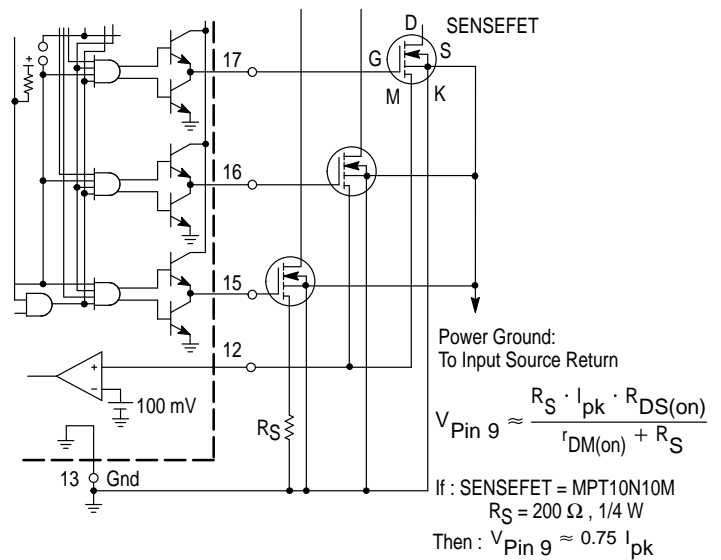 D
SENSEFET
G
S
M
K
+
17
16
15
12
+
−
100 mV
R_S
13 Gnd
Power Ground:
To Input Source Return
V_Pin 9 ≈ R_S · I_pk · R_DS(on) / r_DM(on) + R_S
If : SENSEFET = MPT10N10M
R_S = 200 Ω , 1/4 W
Then : V_Pin 9 ≈ 0.75 I_pk